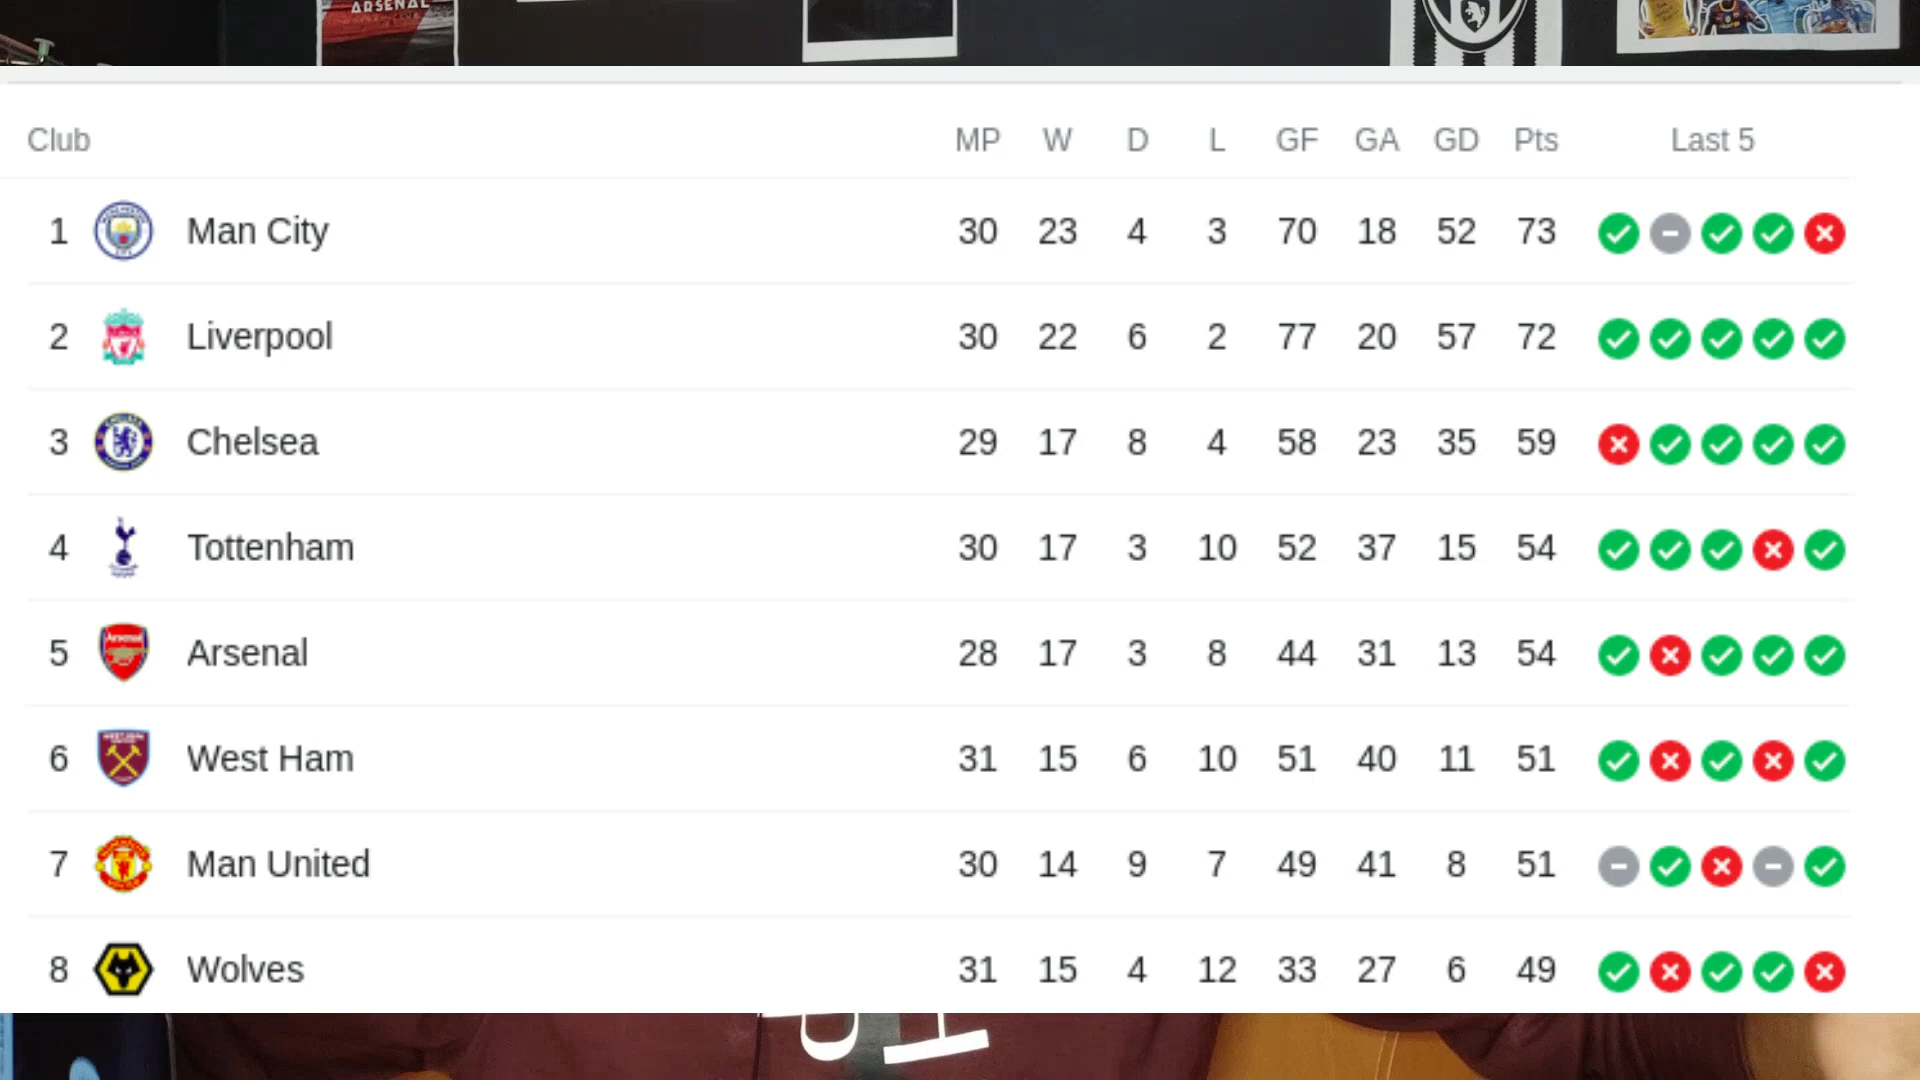 ARSENAL
Club MP W D L GF GA GD Pts Last 5
1 Man City 30 23 4 3 70 18 52 73
2 Liverpool 30 22 6 2 77 20 57 72
3 Chelsea 29 17 8 4 58 23 35 59
4 Tottenham 30 17 3 10 52 37 15 54
5 Arsenal 28 17 3 8 44 31 13 54
6 West Ham 31 15 6 10 51 40 11 51
7 Man United 30 14 9 7 49 41 8 51
8 Wolves 31 15 4 12 33 27 6 49